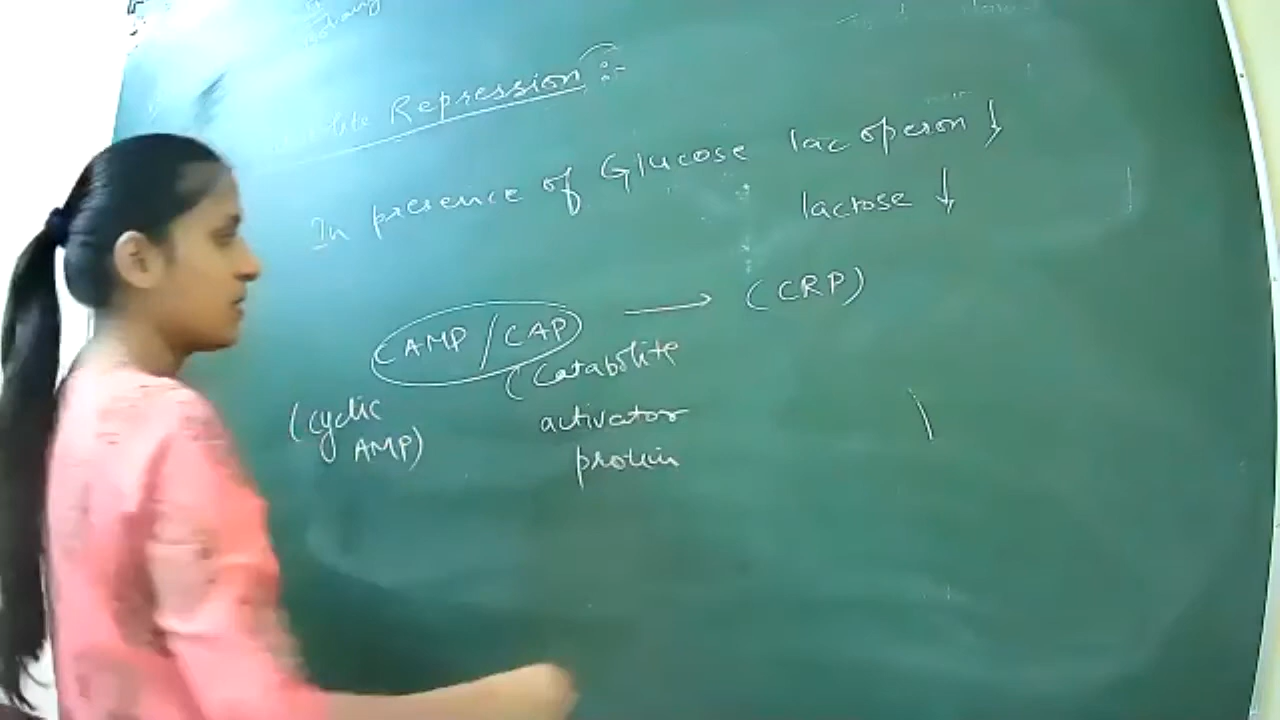 Repression :-
In presence of Glucose lac operon ↓
lactose ↓
(CAMP / CAP) → (CRP)
(cyclic AMP)
(Catabolite
activator
protein